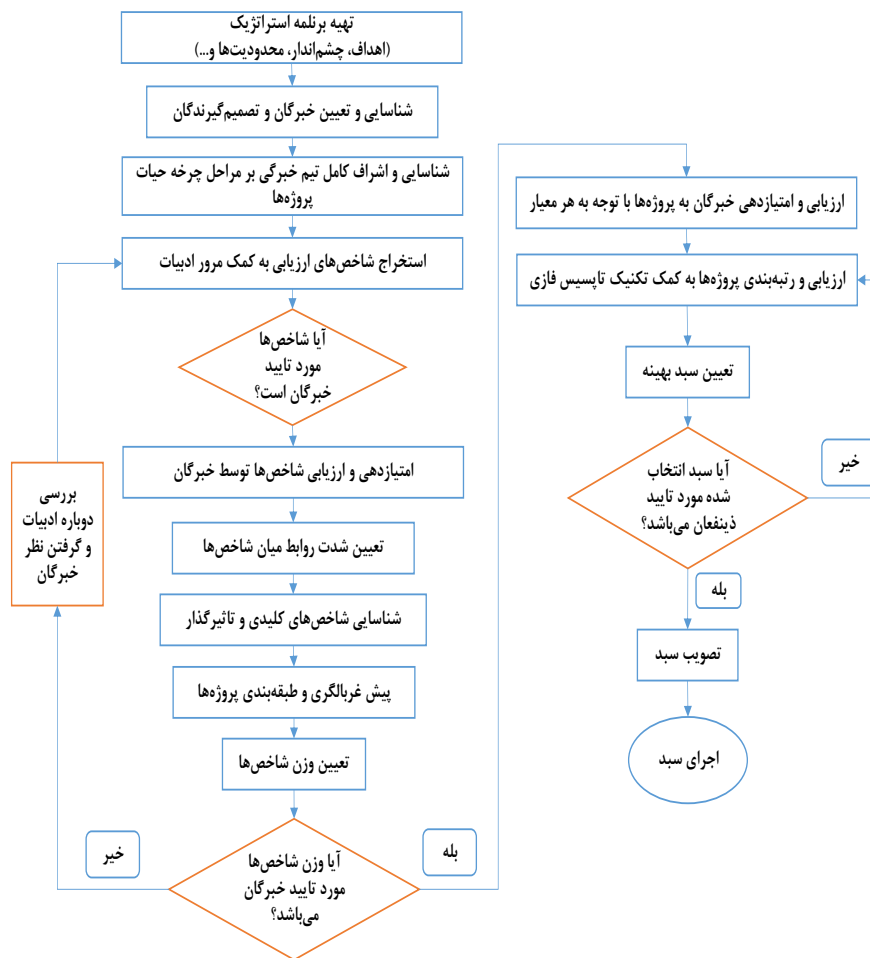 تهیه برنلمه استراتژیک
(اهداف، چشم‌اندار، محدودیت‌ها و...)
شناسایی و تعیین خبرگان و تصمیم‌گیرندگان
شناسایی و اشراف کامل تیم خبرگی بر مراحل چرخه حیات
پروژه‌ها
استخراج شاخص‌های ارزیابی به کمک مرور ادبیات
آیا شاخص‌ها
مورد تایید
خبرگان است؟
امتیازدهی و ارزیابی شاخص‌ها توسط خبرگان
تعیین شدت روابط میان شاخص‌ها
شناسایی شاخص‌های کلیدی و تاثیرگذار
پیش غربالگری و طبقه‌بندی پروژه‌ها
تعیین وزن شاخص‌ها
آیا وزن شاخص‌ها
مورد تایید خبرگان
می‌باشد؟
خیر
بررسی
دوباره ادبیات
و گرفتن نظر
خبرگان
بله
ارزیابی و امتیازدهی خبرگان به پروژه‌ها با توجه به هر معیار
ارزیابی و رتبه‌بندی پروژه‌ها به کمک تکنیک تاپسیس فازی
تعیین سبد بهینه
آیا سبد انتخاب
شده مورد تایید
ذینفعان می‌باشد؟
خیر
بله
تصویب سبد
اجرای سبد